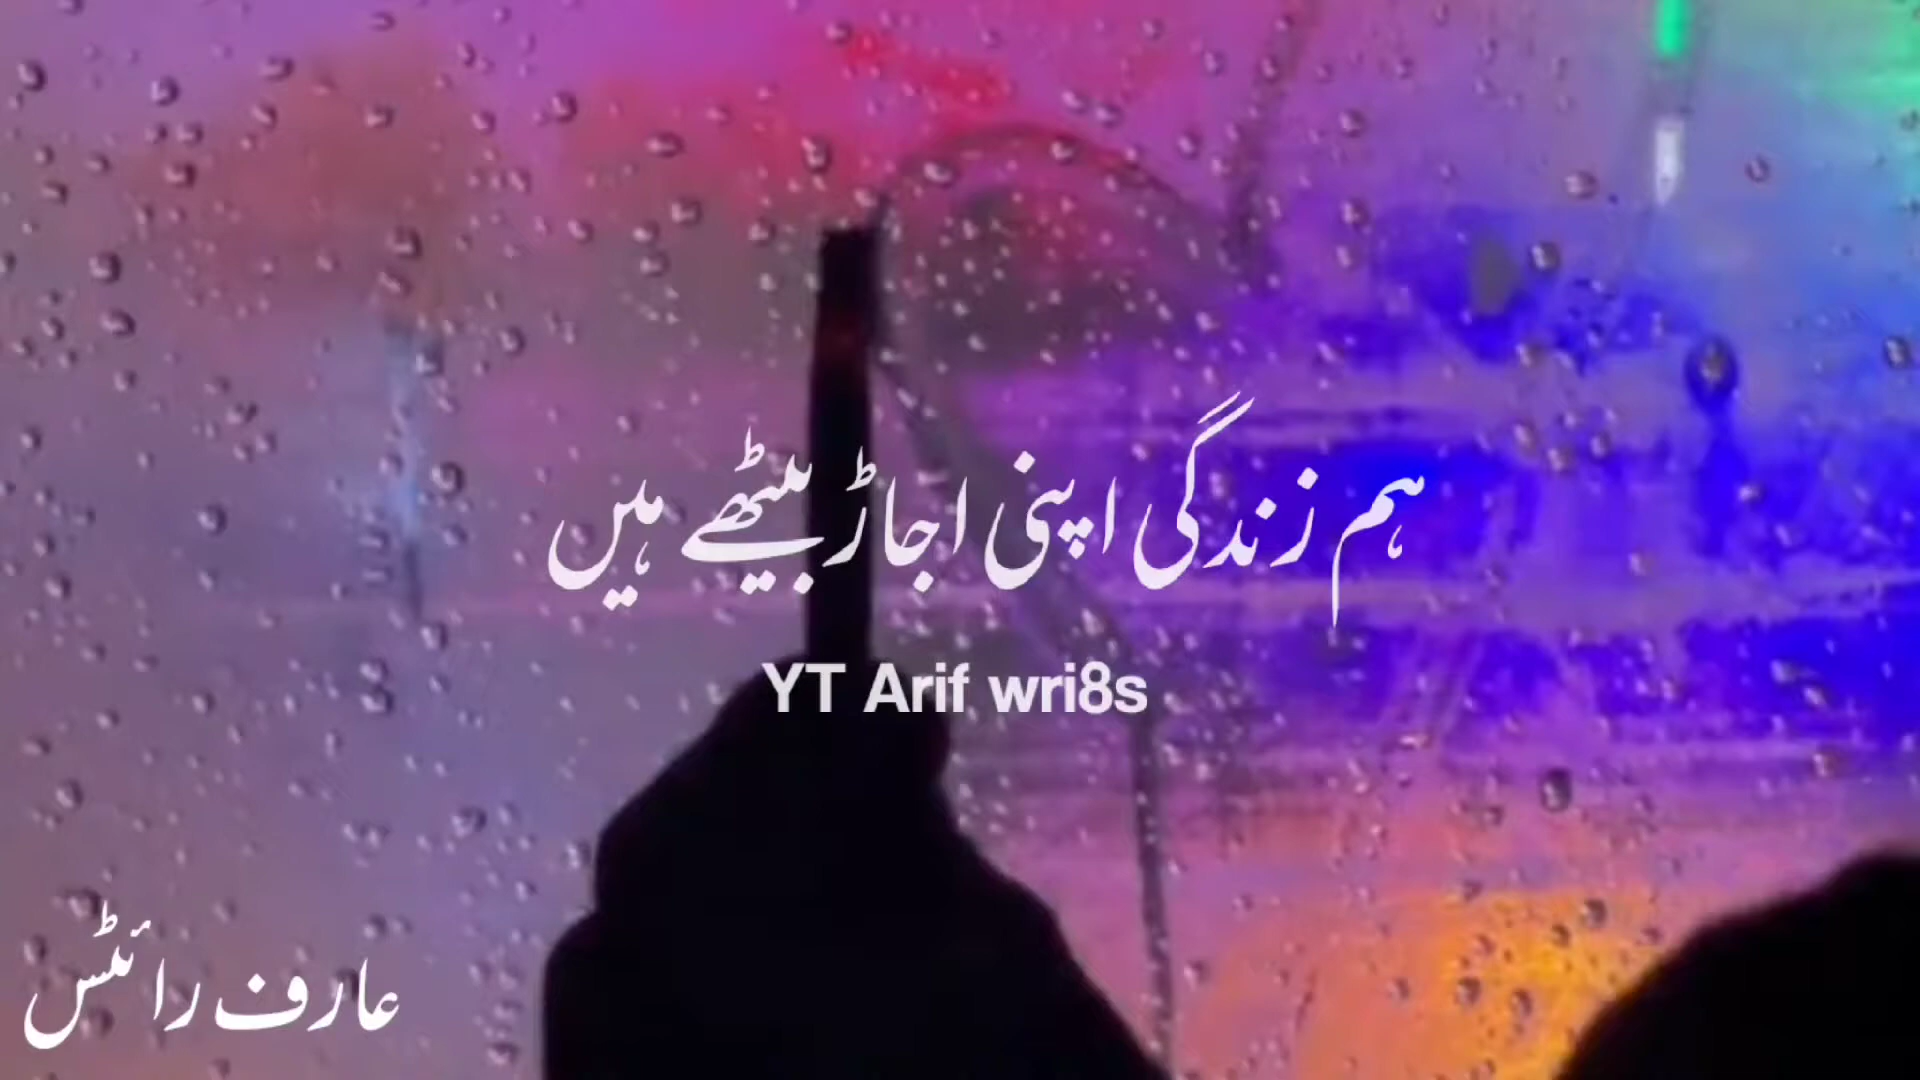 ہم زندگی اپنی اجاڑ بیٹھے ہیں
YT Arif wri8s
عارف رائٹس